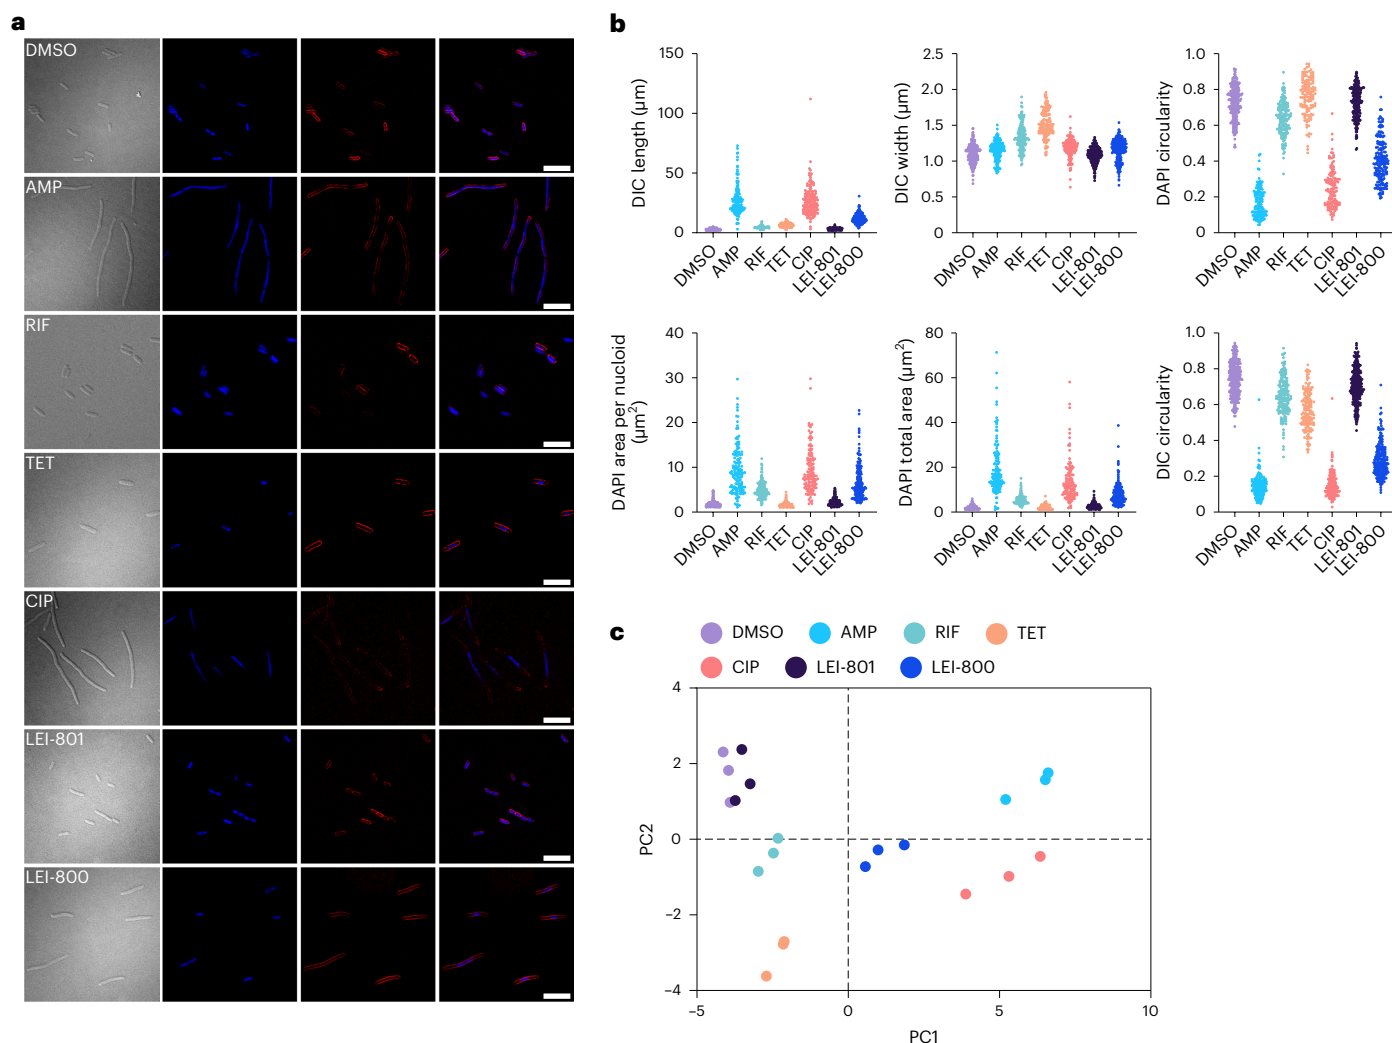 a
DMSO
AMP
RIF
TET
CIP
LEI-801
LEI-800
b
DIC length (µm)
150
100
50
0
DMSO AMP RIF TET CIP LEI-801 LEI-800
DIC width (µm)
2.5
2.0
1.5
1.0
0.5
0
DMSO AMP RIF TET CIP LEI-801 LEI-800
DAPI circularity
1.0
0.8
0.6
0.4
0.2
0
DMSO AMP RIF TET CIP LEI-801 LEI-800
DAPI area per nucloid
(µm²)
40
30
20
10
0
DMSO AMP RIF TET CIP LEI-801 LEI-800
DAPI total area (µm²)
80
60
40
20
0
DMSO AMP RIF TET CIP LEI-801 LEI-800
DIC circularity
1.0
0.8
0.6
0.4
0.2
0
DMSO AMP RIF TET CIP LEI-801 LEI-800
c
DMSO AMP RIF TET
CIP LEI-801 LEI-800
PC2
4
2
0
−2
−4
−5 0 5 10
PC1